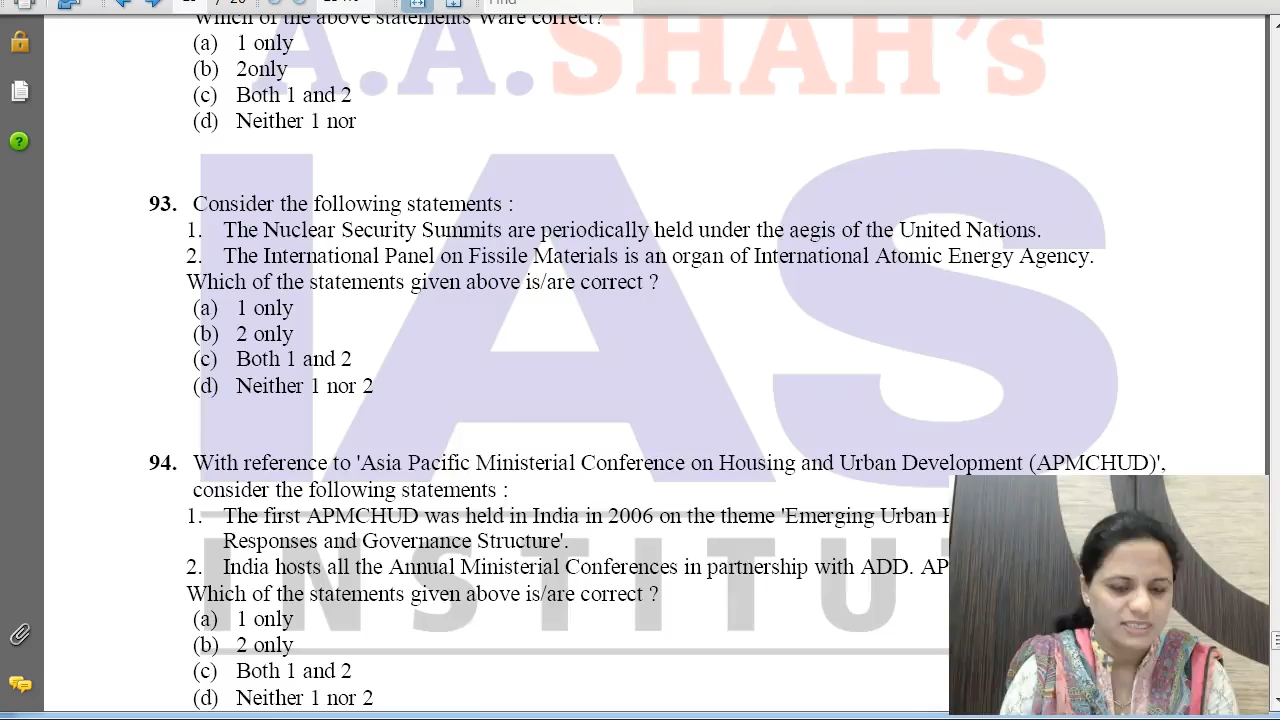 Find
Which of the above statements Ware correct?
(a) 1 only
(b) 2only
(c) Both 1 and 2
(d) Neither 1 nor
A.A.SHAH's
IAS
INSTITU
93. Consider the following statements :
1. The Nuclear Security Summits are periodically held under the aegis of the United Nations.
2. The International Panel on Fissile Materials is an organ of International Atomic Energy Agency.
Which of the statements given above is/are correct ?
(a) 1 only
(b) 2 only
(c) Both 1 and 2
(d) Neither 1 nor 2
94. With reference to 'Asia Pacific Ministerial Conference on Housing and Urban Development (APMCHUD)',
consider the following statements :
1. The first APMCHUD was held in India in 2006 on the theme 'Emerging Urban
Responses and Governance Structure'.
2. India hosts all the Annual Ministerial Conferences in partnership with ADD. AP
Which of the statements given above is/are correct ?
(a) 1 only
(b) 2 only
(c) Both 1 and 2
(d) Neither 1 nor 2